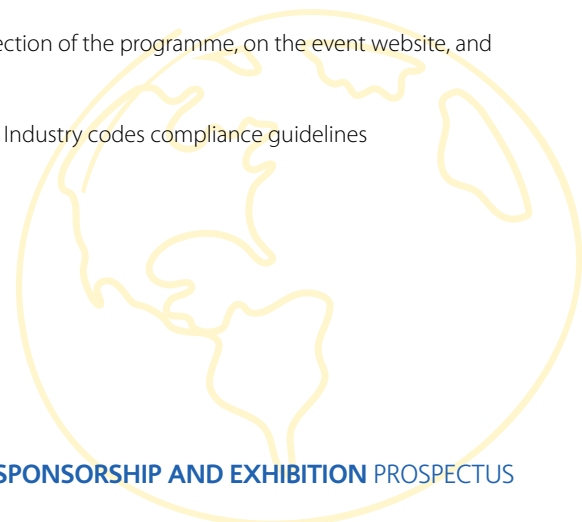 ection of the programme, on the event website, and
Industry codes compliance guidelines
SPONSORSHIP AND EXHIBITION PROSPECTUS